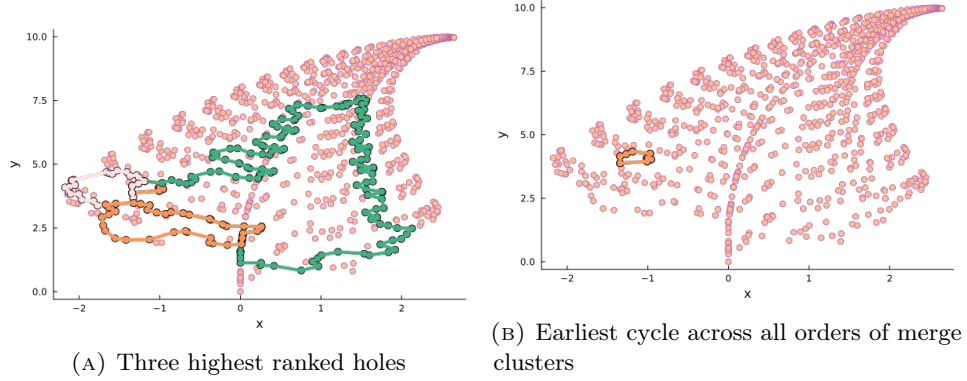 10.0
7.5
5.0
2.5
0.0
y
-2
-1
0
1
2
x
(A) Three highest ranked holes
10.0
7.5
5.0
2.5
0.0
y
-2
-1
0
1
2
x
(B) Earliest cycle across all orders of merge
clusters